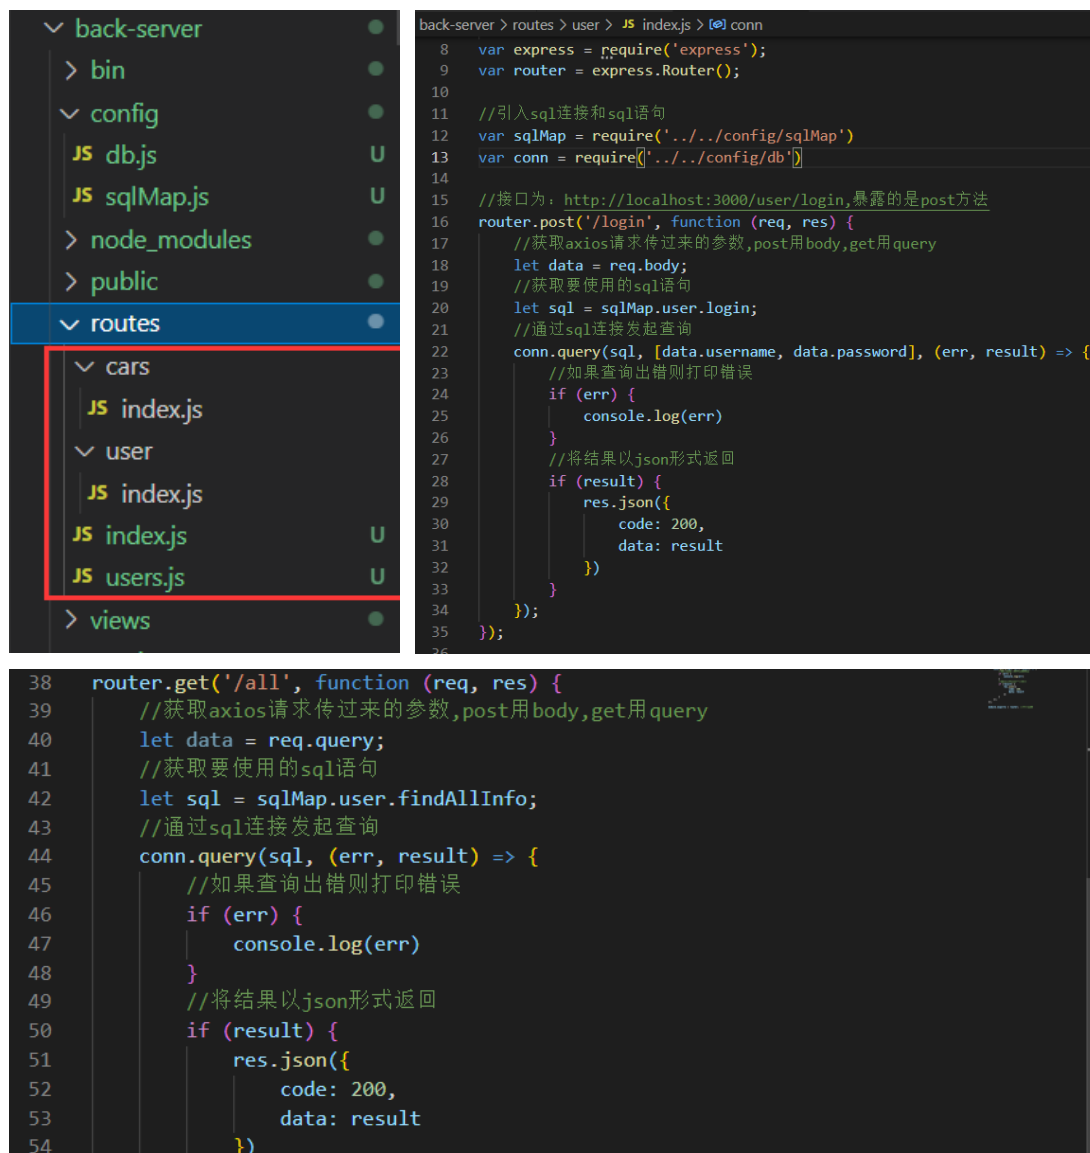 back-server
bin
config
JS db.js U
JS sqlMap.js U
node_modules
public
routes
cars
JS index.js
user
JS index.js
JS index.js U
JS users.js U
views
back-server > routes > user > JS index.js > conn
8 var express = require('express');
9 var router = express.Router();
10
11 //引入sql连接和sql语句
12 var sqlMap = require('../../config/sqlMap')
13 var conn = require('../../config/db')
14
15 //接口为：http://localhost:3000/user/login,暴露的是post方法
16 router.post('/login', function (req, res) {
17 //获取axios请求传过来的参数,post用body,get用query
18 let data = req.body;
19 //获取要使用的sql语句
20 let sql = sqlMap.user.login;
21 //通过sql连接发起查询
22 conn.query(sql, [data.username, data.password], (err, result) => {
23 //如果查询出错则打印错误
24 if (err) {
25 console.log(err)
26 }
27 //将结果以json形式返回
28 if (result) {
29 res.json({
30 code: 200,
31 data: result
32 })
33 }
34 });
35 });
36
38 router.get('/all', function (req, res) {
39 //获取axios请求传过来的参数,post用body,get用query
40 let data = req.query;
41 //获取要使用的sql语句
42 let sql = sqlMap.user.findAllInfo;
43 //通过sql连接发起查询
44 conn.query(sql, (err, result) => {
45 //如果查询出错则打印错误
46 if (err) {
47 console.log(err)
48 }
49 //将结果以json形式返回
50 if (result) {
51 res.json({
52 code: 200,
53 data: result
54 })